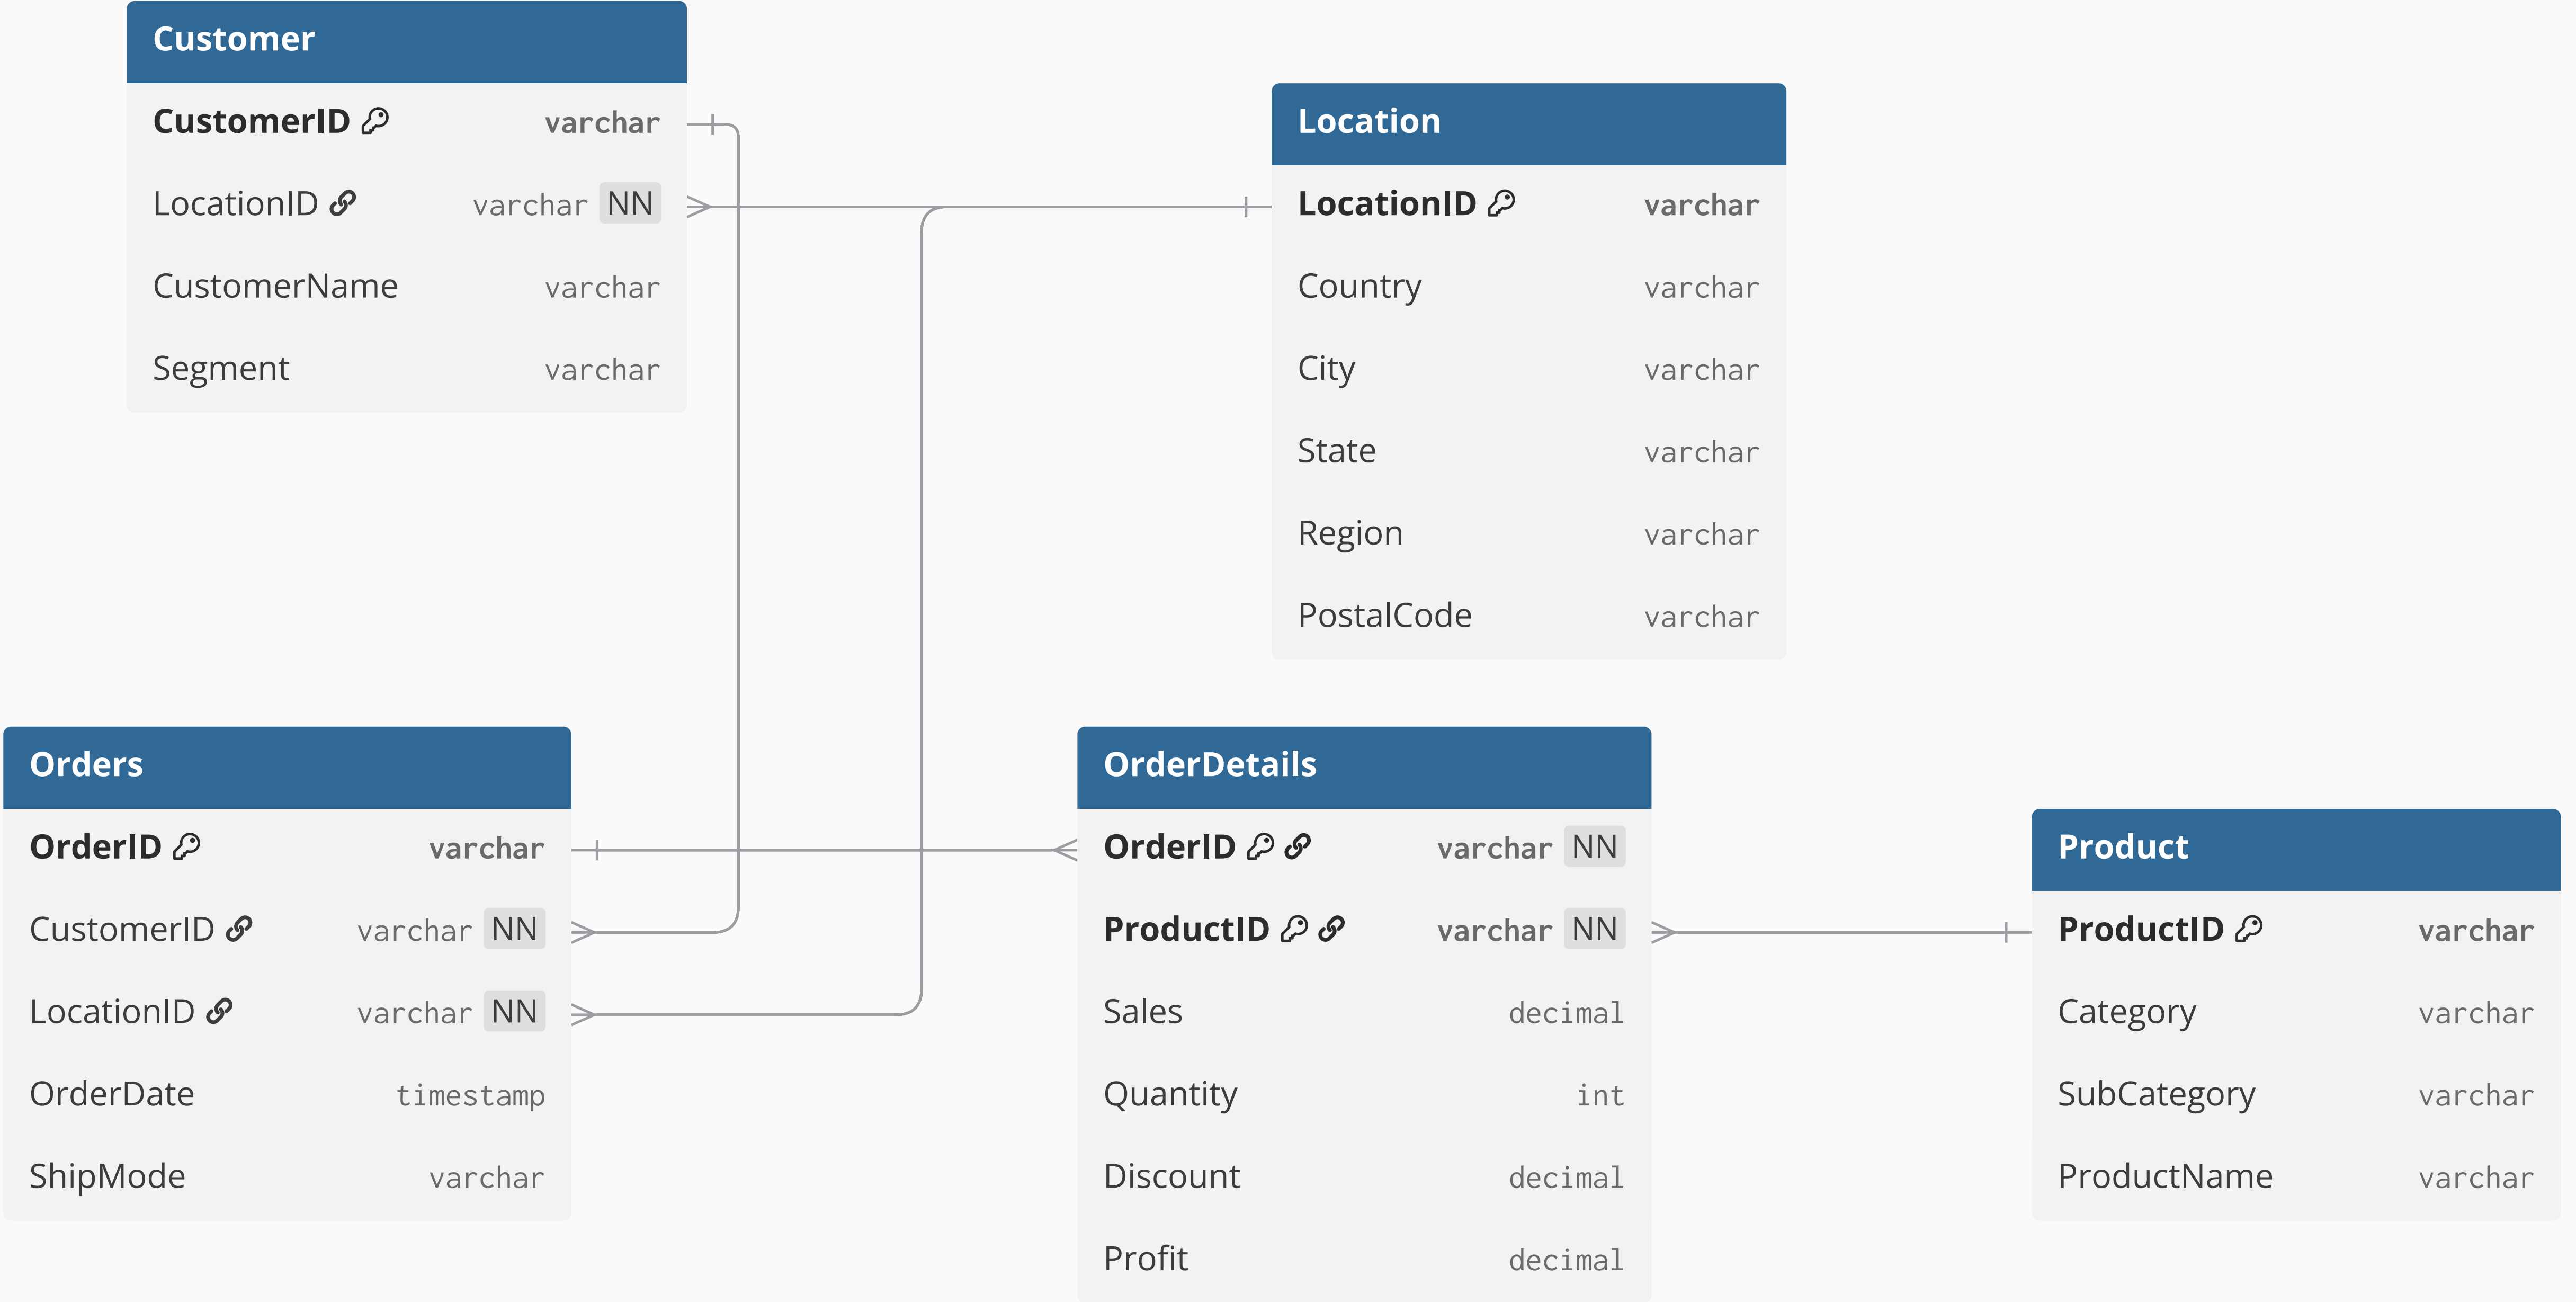 Customer
CustomerID varchar
LocationID varchar NN
CustomerName varchar
Segment varchar
Location
LocationID varchar
Country varchar
City varchar
State varchar
Region varchar
PostalCode varchar
Orders
OrderID varchar
CustomerID varchar NN
LocationID varchar NN
OrderDate timestamp
ShipMode varchar
OrderDetails
OrderID varchar NN
ProductID varchar NN
Sales decimal
Quantity int
Discount decimal
Profit decimal
Product
ProductID varchar
Category varchar
SubCategory varchar
ProductName varchar